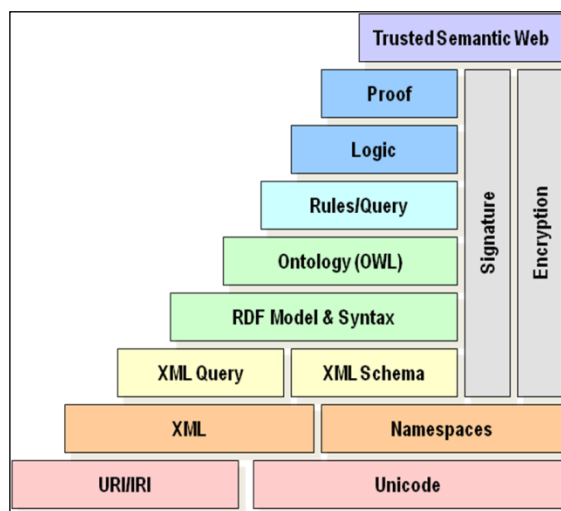 Trusted Semantic Web
Proof
Logic
Rules/Query
Signature
Encryption
Ontology (OWL)
RDF Model & Syntax
XML Query
XML Schema
XML
Namespaces
URI/IRI
Unicode